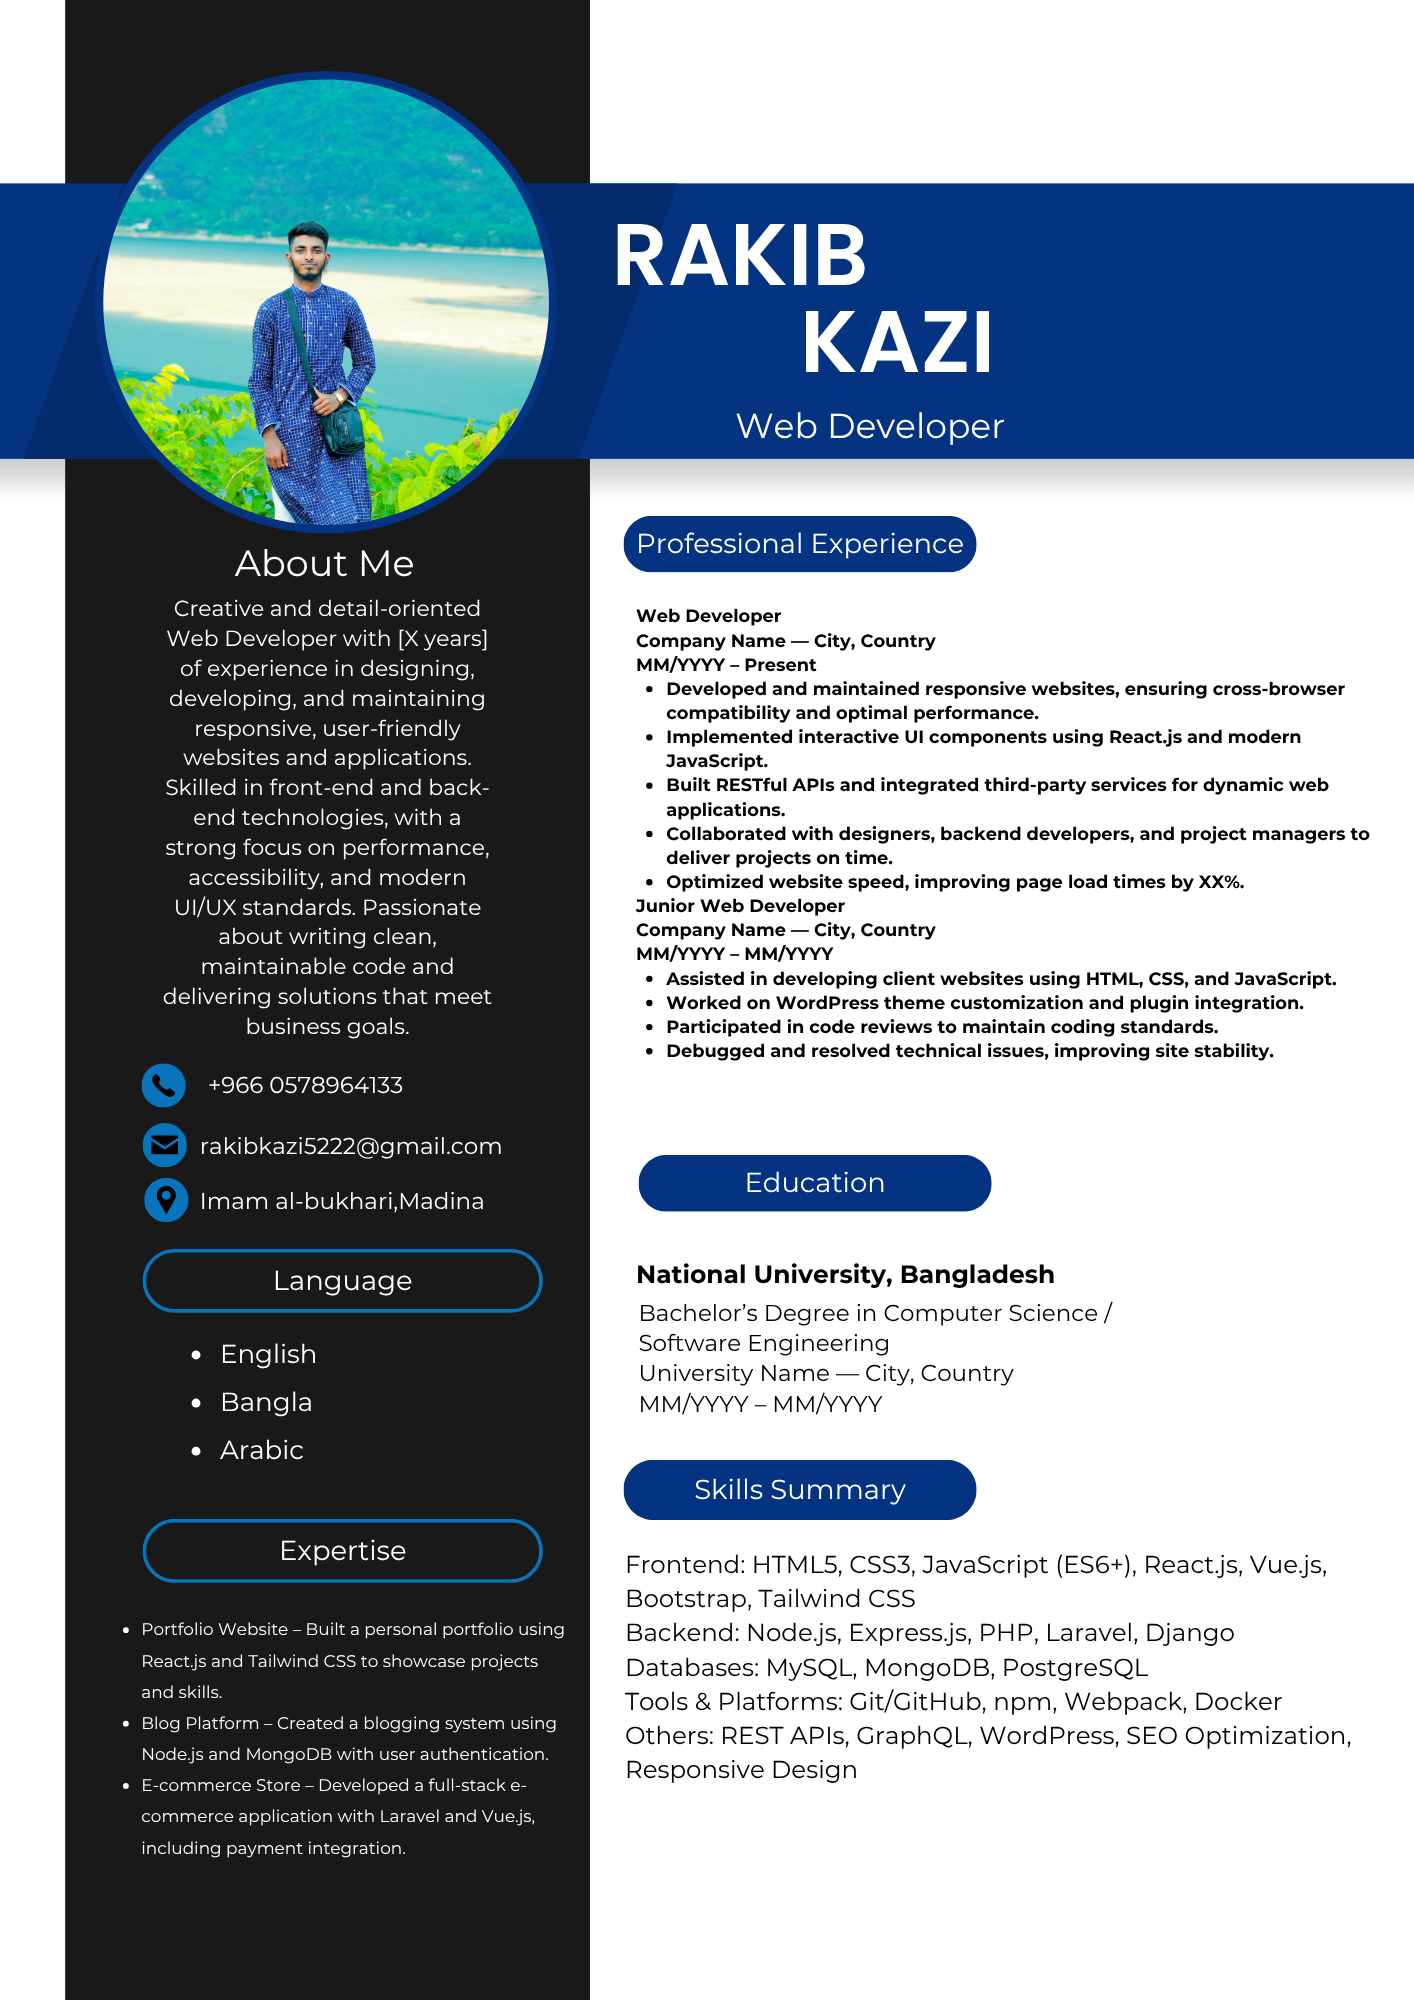 RAKIB
KAZI
Web Developer
About Me
Creative and detail-oriented
Web Developer with [X years]
of experience in designing,
developing, and maintaining
responsive, user-friendly
websites and applications.
Skilled in front-end and back-
end technologies, with a
strong focus on performance,
accessibility, and modern
UI/UX standards. Passionate
about writing clean,
maintainable code and
delivering solutions that meet
business goals.
+966 0578964133
rakibkazi5222@gmail.com
Imam al-bukhari,Madina
Language
• English
• Bangla
• Arabic
Expertise
• Portfolio Website – Built a personal portfolio using
React.js and Tailwind CSS to showcase projects
and skills.
• Blog Platform – Created a blogging system using
Node.js and MongoDB with user authentication.
• E-commerce Store – Developed a full-stack e-
commerce application with Laravel and Vue.js,
including payment integration.
Professional Experience
Web Developer
Company Name — City, Country
MM/YYYY – Present
• Developed and maintained responsive websites, ensuring cross-browser
compatibility and optimal performance.
• Implemented interactive UI components using React.js and modern
JavaScript.
• Built RESTful APIs and integrated third-party services for dynamic web
applications.
• Collaborated with designers, backend developers, and project managers to
deliver projects on time.
• Optimized website speed, improving page load times by XX%.
Junior Web Developer
Company Name — City, Country
MM/YYYY – MM/YYYY
• Assisted in developing client websites using HTML, CSS, and JavaScript.
• Worked on WordPress theme customization and plugin integration.
• Participated in code reviews to maintain coding standards.
• Debugged and resolved technical issues, improving site stability.
Education
National University, Bangladesh
Bachelor’s Degree in Computer Science /
Software Engineering
University Name — City, Country
MM/YYYY – MM/YYYY
Skills Summary
Frontend: HTML5, CSS3, JavaScript (ES6+), React.js, Vue.js,
Bootstrap, Tailwind CSS
Backend: Node.js, Express.js, PHP, Laravel, Django
Databases: MySQL, MongoDB, PostgreSQL
Tools & Platforms: Git/GitHub, npm, Webpack, Docker
Others: REST APIs, GraphQL, WordPress, SEO Optimization,
Responsive Design